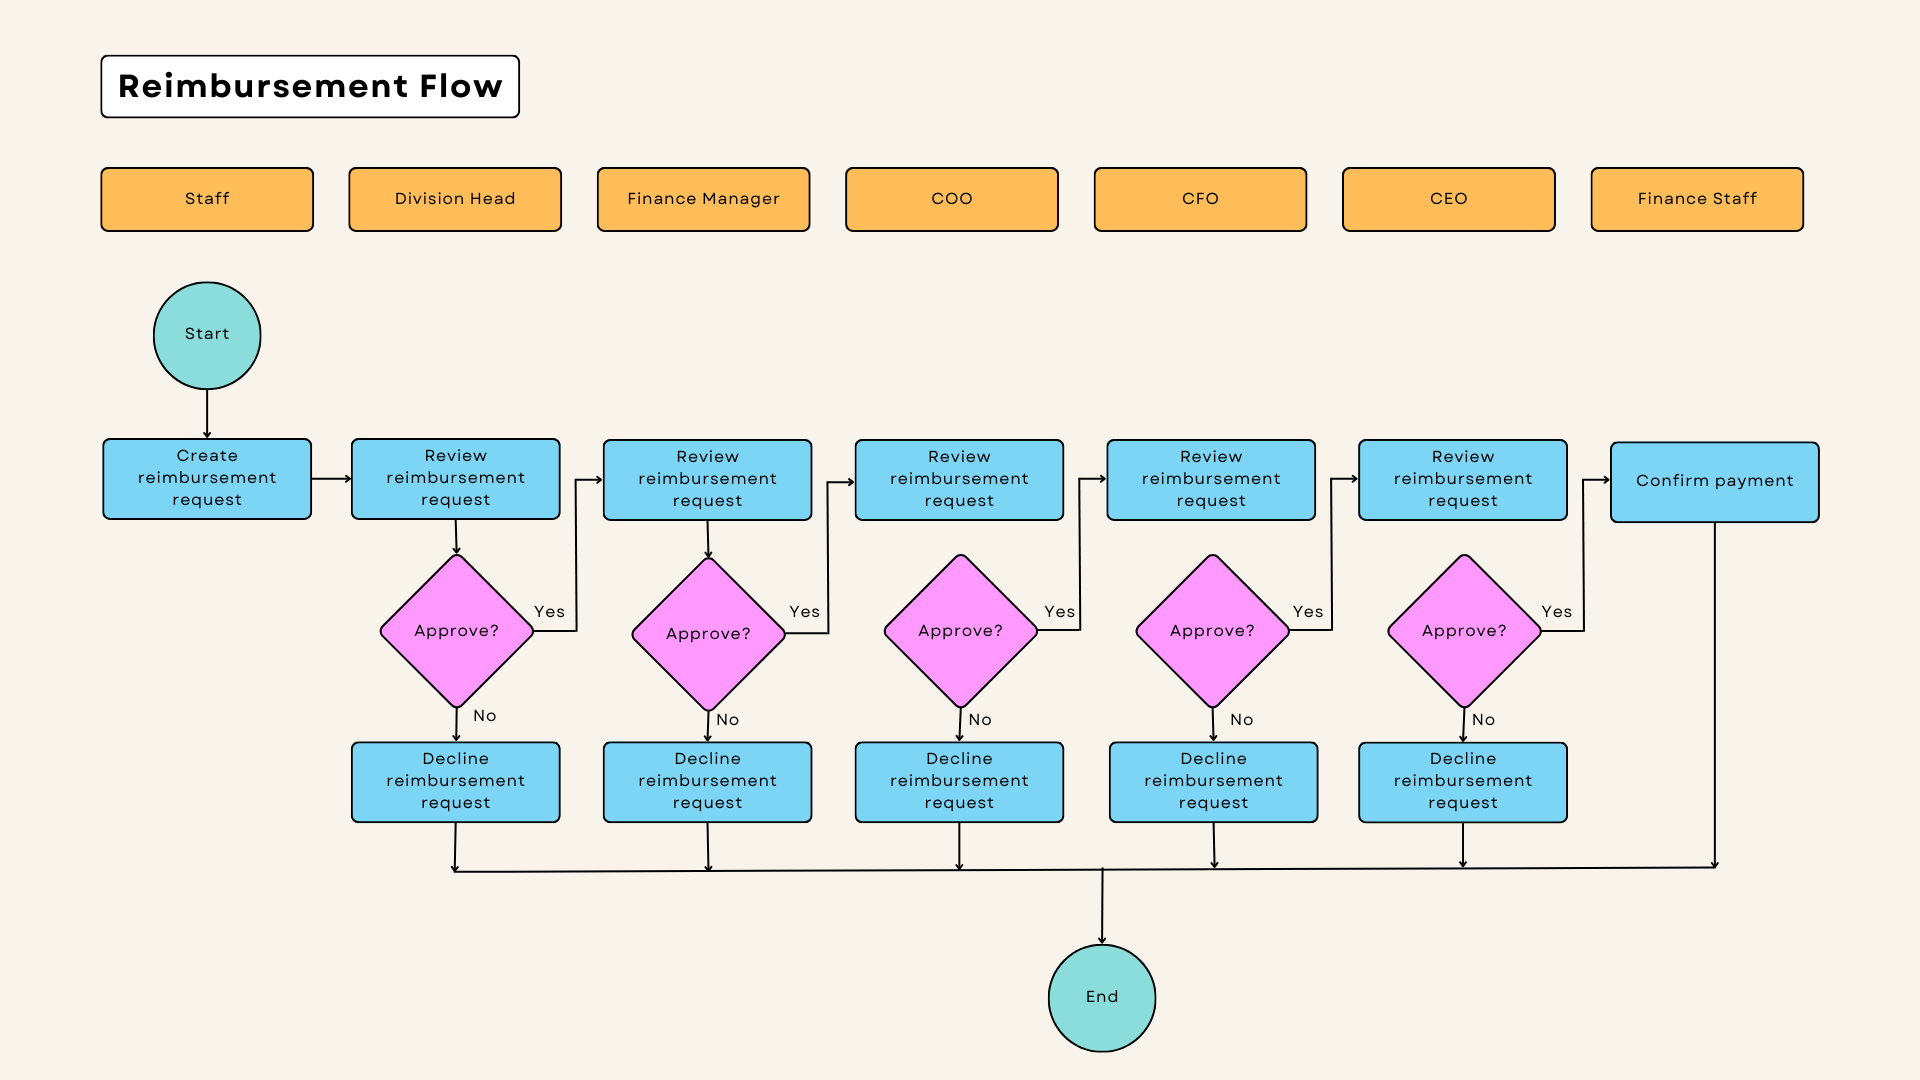 Reimbursement Flow
Staff
Division Head
Finance Manager
COO
CFO
CEO
Finance Staff
Start
Create
reimbursement
request
Review
reimbursement
request
Review
reimbursement
request
Review
reimbursement
request
Review
reimbursement
request
Review
reimbursement
request
Confirm payment
Approve?
Yes
Approve?
Yes
Approve?
Yes
Approve?
Yes
Approve?
Yes
No
No
No
No
No
Decline
reimbursement
request
Decline
reimbursement
request
Decline
reimbursement
request
Decline
reimbursement
request
Decline
reimbursement
request
End